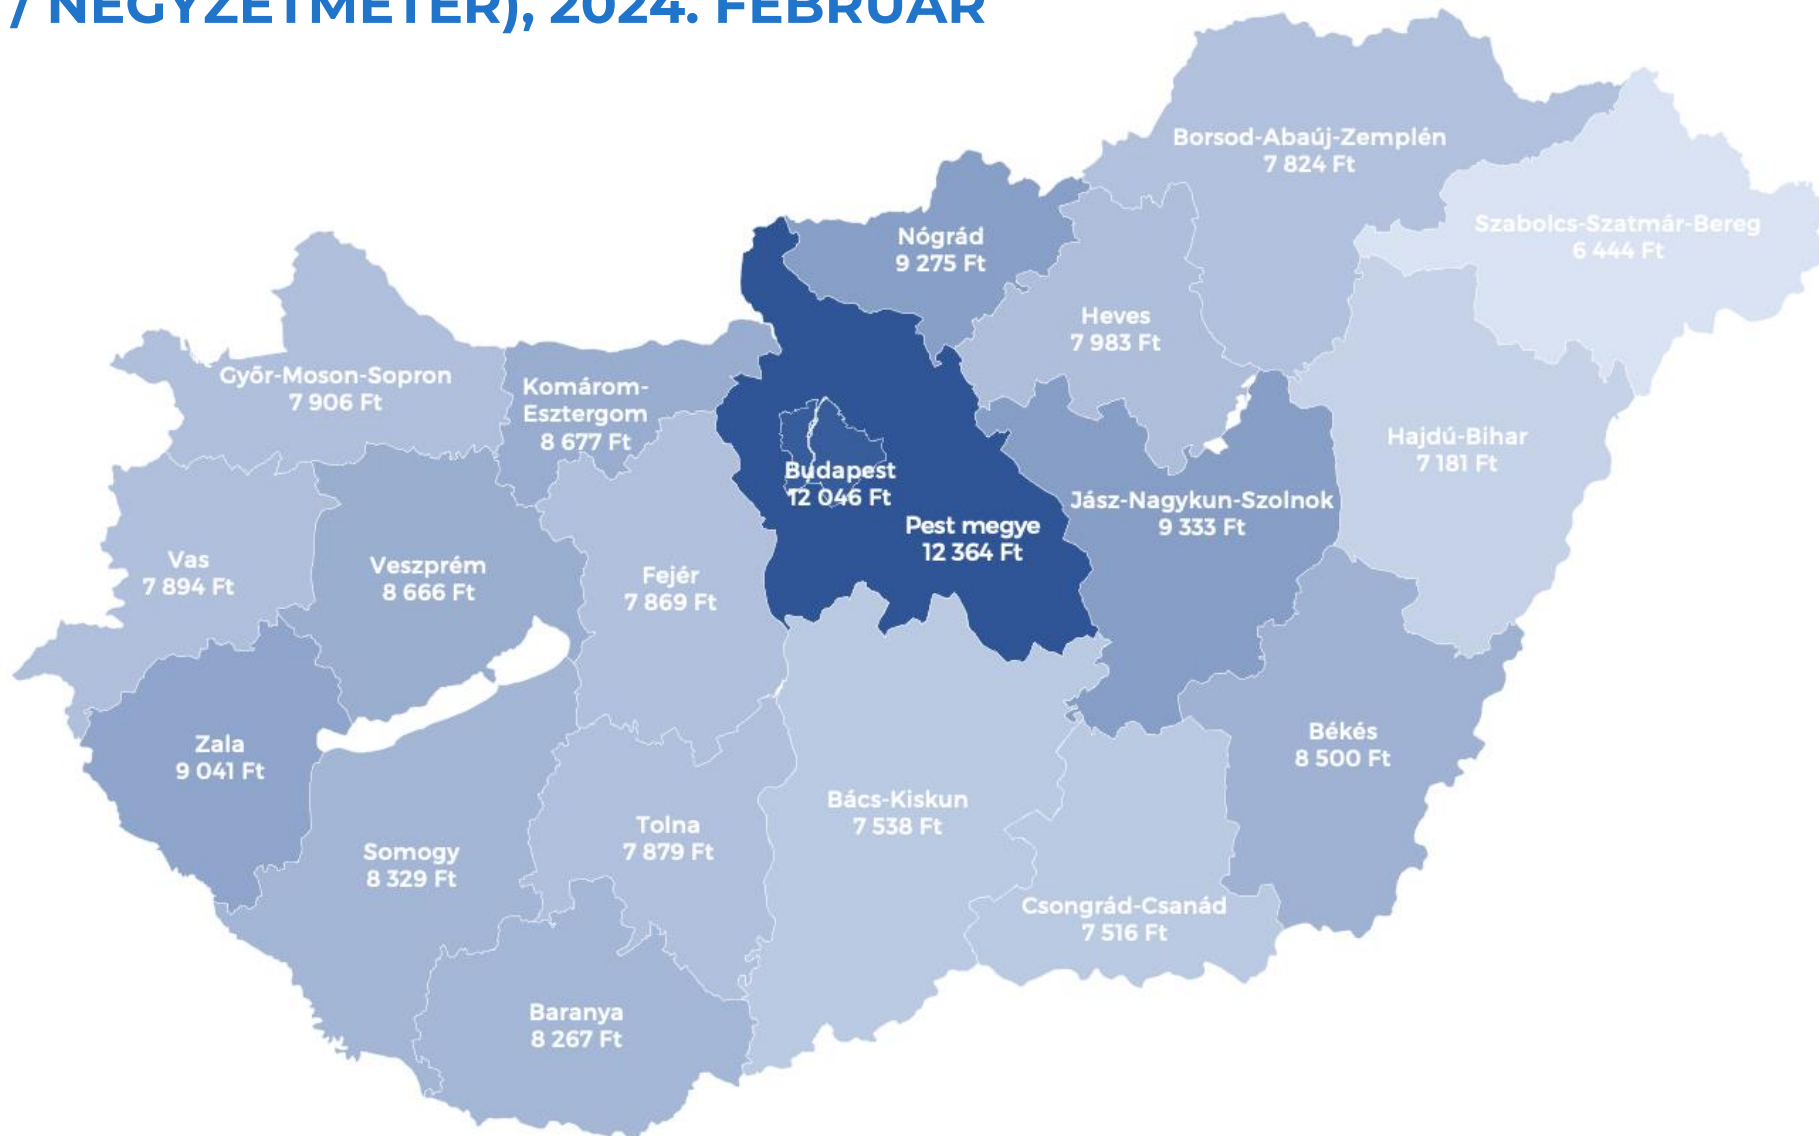 / NÉGYZETMÉTER), 2024. FEBRUÁR
Borsod-Abaúj-Zemplén
7 824 Ft
Szabolcs-Szatmár-Bereg
6 444 Ft
Nógrád
9 275 Ft
Heves
7 983 Ft
Győr-Moson-Sopron
7 906 Ft
Komárom-
Esztergom
8 677 Ft
Hajdú-Bihar
7 181 Ft
Budapest
12 046 Ft
Jász-Nagykun-Szolnok
9 333 Ft
Pest megye
12 364 Ft
Vas
7 894 Ft
Veszprém
8 666 Ft
Fejér
7 869 Ft
Zala
9 041 Ft
Békés
8 500 Ft
Bács-Kiskun
7 538 Ft
Tolna
7 879 Ft
Somogy
8 329 Ft
Csongrád-Csanád
7 516 Ft
Baranya
8 267 Ft